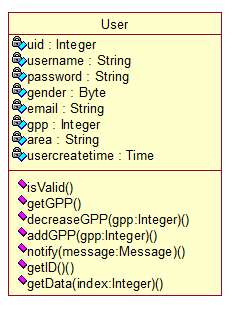 User
uid : Integer
username : String
password : String
gender : Byte
email : String
gpp : Integer
area : String
usercreatetime : Time
isValid()
getGPP()
decreaseGPP(gpp:Integer)()
addGPP(gpp:Integer)()
notify(message:Message)()
getID()()
getData(index:Integer)()